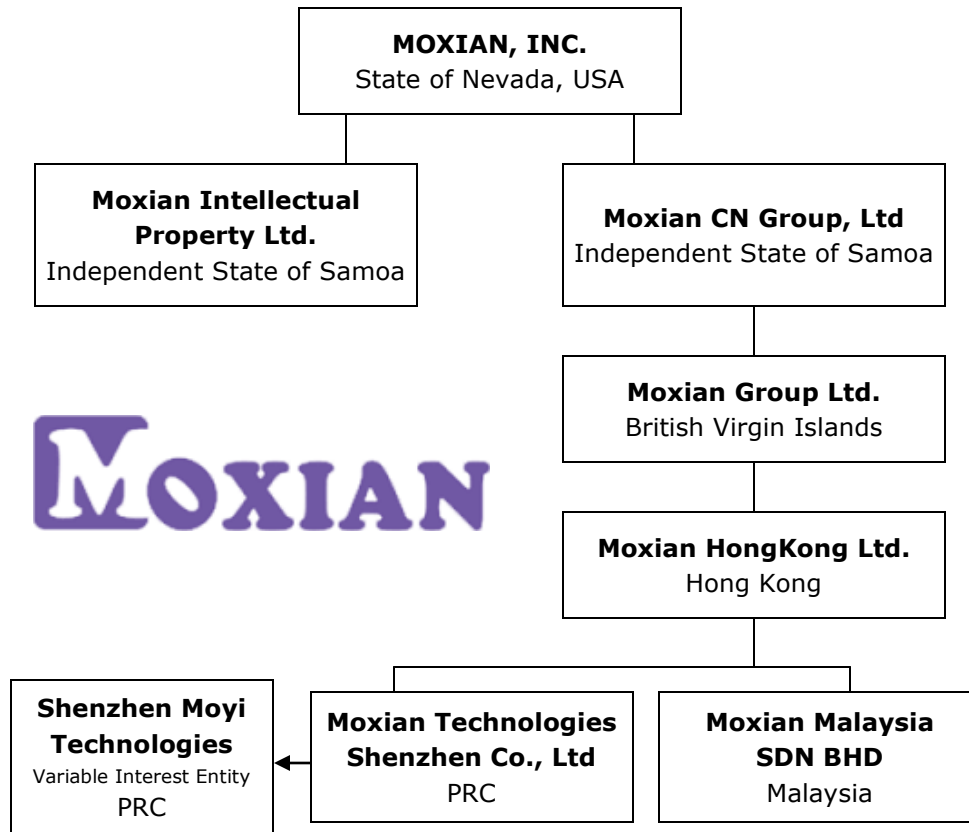 MOXIAN, INC.
State of Nevada, USA
Moxian Intellectual
Property Ltd.
Independent State of Samoa
Moxian CN Group, Ltd
Independent State of Samoa
Moxian Group Ltd.
British Virgin Islands
MOXIAN
Moxian HongKong Ltd.
Hong Kong
Shenzhen Moyi
Technologies
Variable Interest Entity
PRC
Moxian Technologies
Shenzhen Co., Ltd
PRC
Moxian Malaysia
SDN BHD
Malaysia